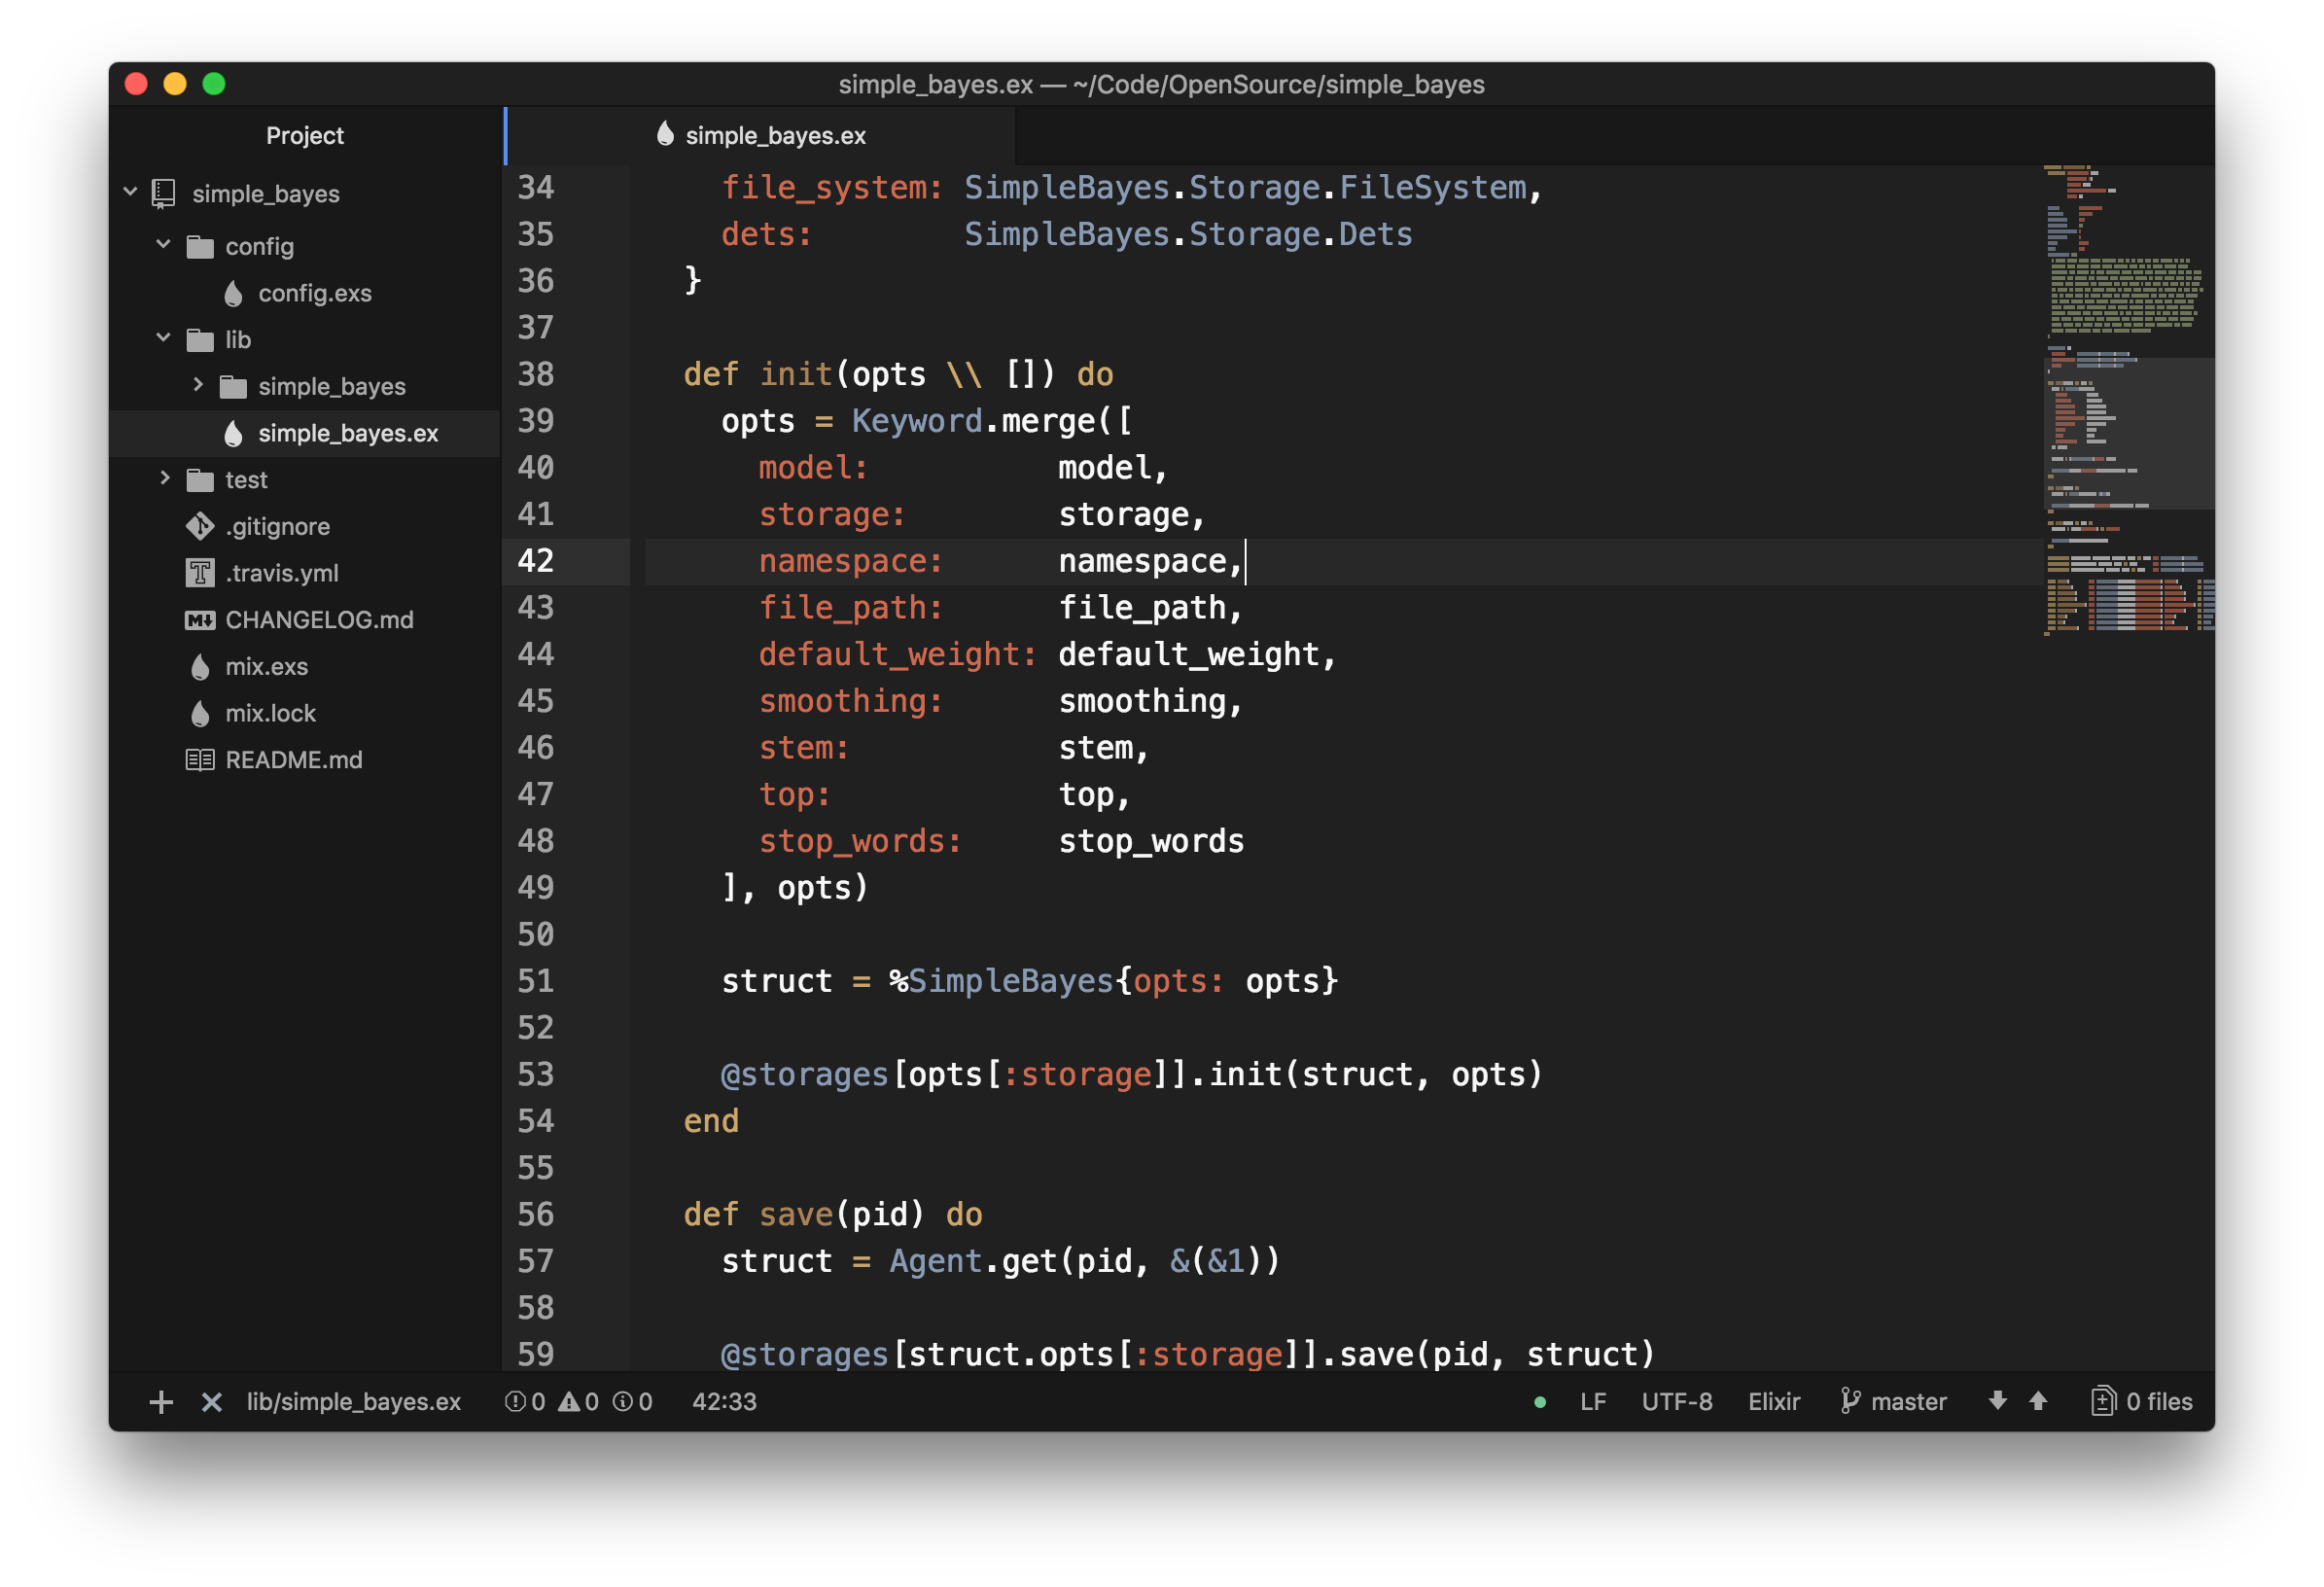 simple_bayes.ex — ~/Code/OpenSource/simple_bayes
Project
simple_bayes
config
config.exs
lib
simple_bayes
simple_bayes.ex
test
.gitignore
.travis.yml
CHANGELOG.md
mix.exs
mix.lock
README.md
simple_bayes.ex
34 file_system: SimpleBayes.Storage.FileSystem,
35 dets: SimpleBayes.Storage.Dets
36 }
37
38 def init(opts \\ []) do
39 opts = Keyword.merge([
40 model: model,
41 storage: storage,
42 namespace: namespace,
43 file_path: file_path,
44 default_weight: default_weight,
45 smoothing: smoothing,
46 stem: stem,
47 top: top,
48 stop_words: stop_words
49 ], opts)
50
51 struct = %SimpleBayes{opts: opts}
52
53 @storages[opts[:storage]].init(struct, opts)
54 end
55
56 def save(pid) do
57 struct = Agent.get(pid, &(&1))
58
59 @storages[struct.opts[:storage]].save(pid, struct)
lib/simple_bayes.ex 0 0 0 42:33 LF UTF-8 Elixir master 0 files